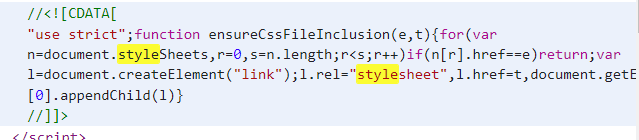 //<![CDATA[
"use strict";function ensureCssFileInclusion(e,t){for(var
n=document.styleSheets,r=0,s=n.length;r<s;r++)if(n[r].href==e)return;var
l=document.createElement("link");l.rel="stylesheet",l.href=t,document.getE
[0].appendChild(l)}
//]]>
</script>